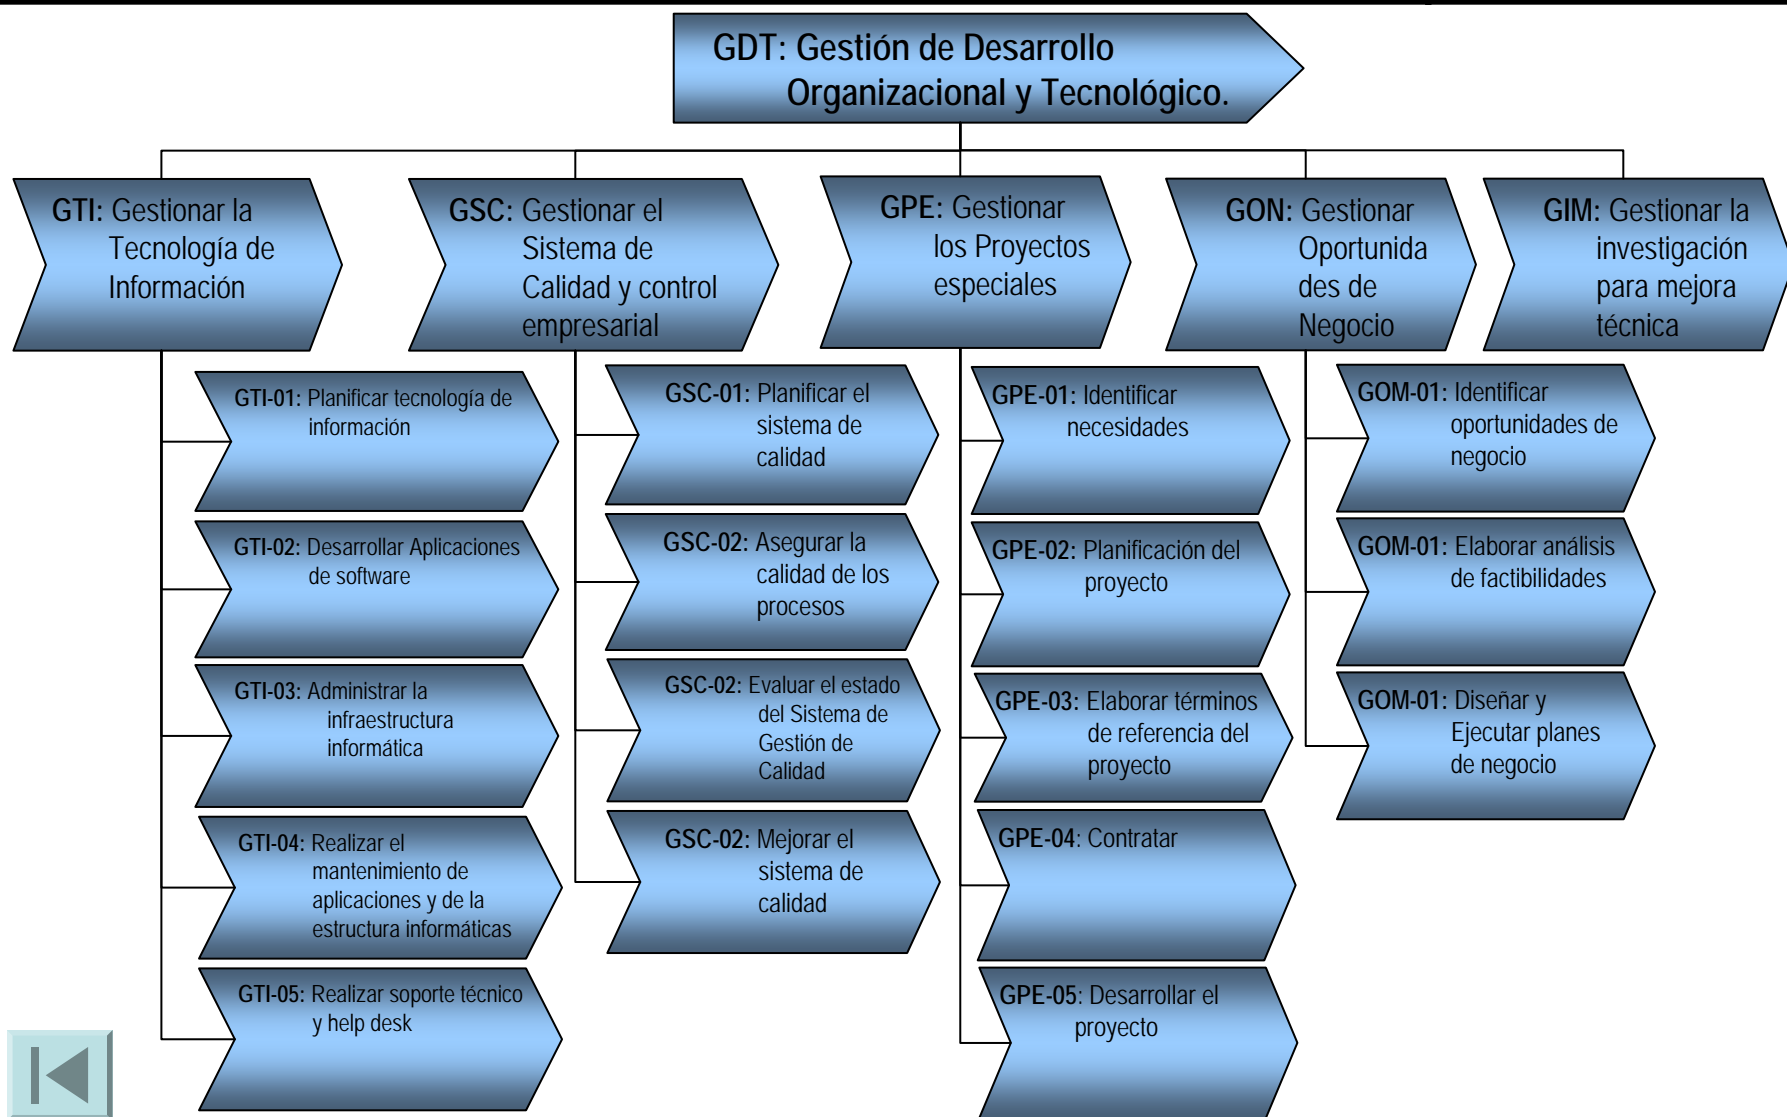 GDT: Gestión de Desarrollo
Organizacional y Tecnológico.
GTI: Gestionar la
Tecnología de
Información
GSC: Gestionar el
Sistema de
Calidad y control
empresarial
GPE: Gestionar
los Proyectos
especiales
GON: Gestionar
Oportunida
des de
Negocio
GIM: Gestionar la
investigación
para mejora
técnica
GTI-01: Planificar tecnología de
información
GTI-02: Desarrollar Aplicaciones
de software
GTI-03: Administrar la
infraestructura
informática
GTI-04: Realizar el
mantenimiento de
aplicaciones y de la
estructura informáticas
GTI-05: Realizar soporte técnico
y help desk
GSC-01: Planificar el
sistema de
calidad
GSC-02: Asegurar la
calidad de los
procesos
GSC-02: Evaluar el estado
del Sistema de
Gestión de
Calidad
GSC-02: Mejorar el
sistema de
calidad
GPE-01: Identificar
necesidades
GPE-02: Planificación del
proyecto
GPE-03: Elaborar términos
de referencia del
proyecto
GPE-04: Contratar
GPE-05: Desarrollar el
proyecto
GOM-01: Identificar
oportunidades de
negocio
GOM-01: Elaborar análisis
de factibilidades
GOM-01: Diseñar y
Ejecutar planes
de negocio